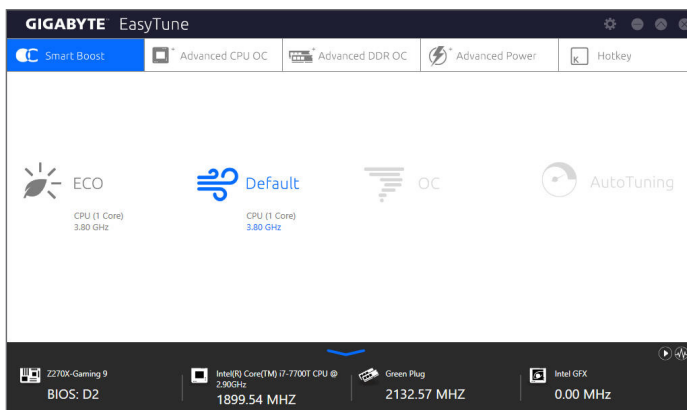 GIGABYTE™ EasyTune
Smart Boost
Advanced CPU OC
Advanced DDR OC
Advanced Power
K Hotkey
ECO
Default
OC
AutoTuning
CPU (1 Core)
3.80 GHz
CPU (1 Core)
3.80 GHz
Z270X-Gaming 9
BIOS: D2
Intel(R) Core(TM) i7-7700T CPU @
2.90GHz
1899.54 MHZ
Green Plug
2132.57 MHZ
Intel GFX
0.00 MHz